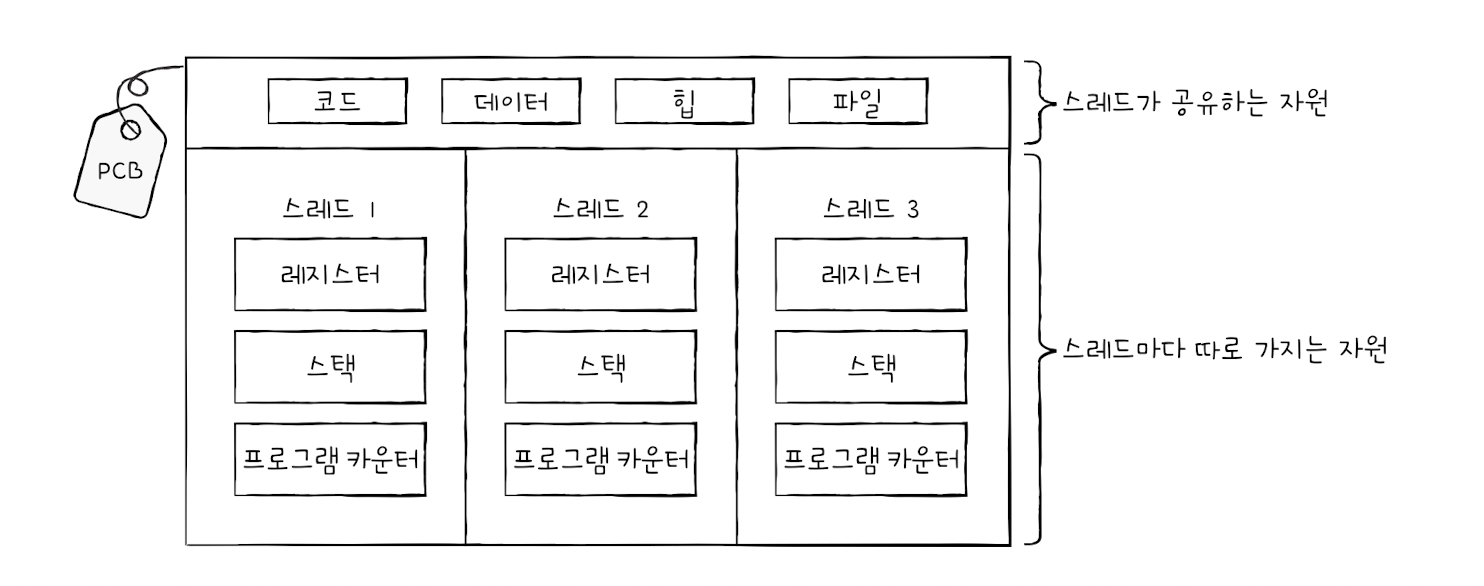 코드 데이터 힙 파일
스레드가 공유하는 자원
PCB
스레드 1 스레드 2 스레드 3
레지스터 레지스터 레지스터
스택 스택 스택
스레드마다 따로 가지는 자원
프로그램 카운터 프로그램 카운터 프로그램 카운터